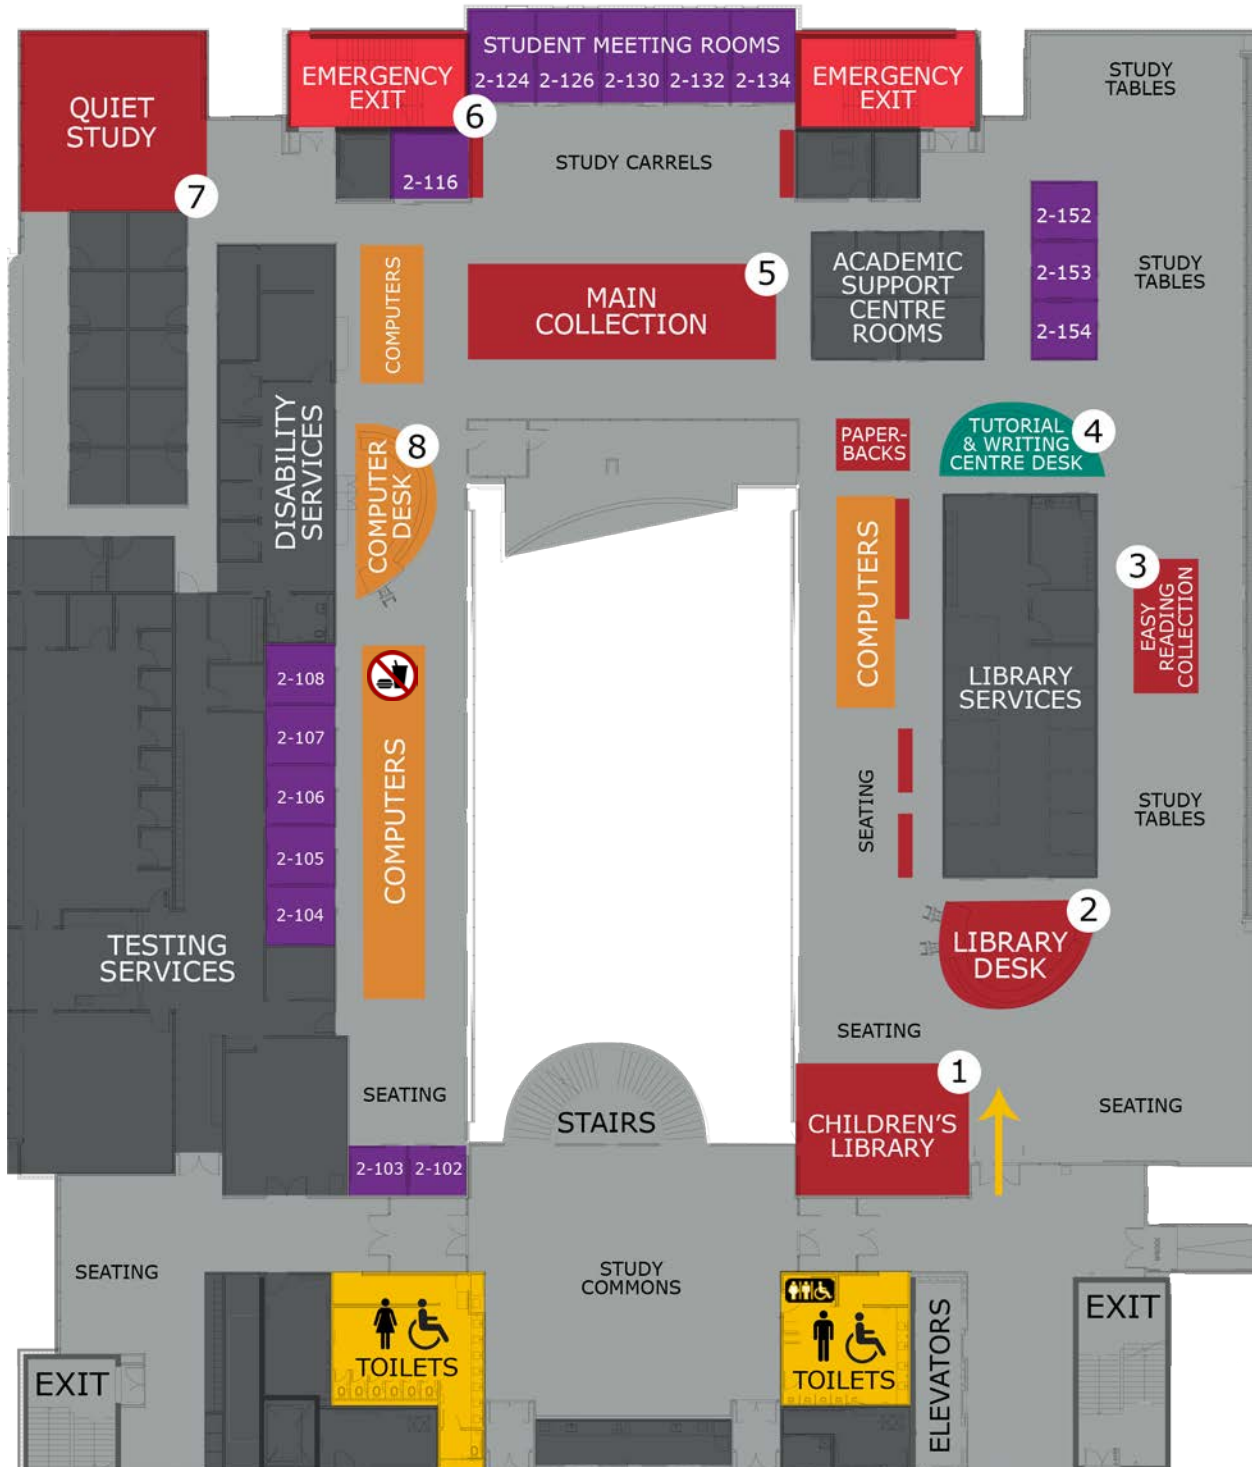 STUDENT MEETING ROOMS
2-124 2-126 2-130 2-132 2-134
EMERGENCY
EXIT
EMERGENCY
EXIT
STUDY
TABLES
QUIET
STUDY
6
7
2-116
STUDY CARRELS
2-152
2-153
2-154
STUDY
TABLES
COMPUTERS
MAIN
COLLECTION
5
ACADEMIC
SUPPORT
CENTRE
ROOMS
DISABILITY
SERVICES
COMPUTER
DESK
8
PAPER-
BACKS
TUTORIAL
& WRITING
CENTRE DESK
4
COMPUTERS
3
EASY
READING
COLLECTION
LIBRARY
SERVICES
2-108
2-107
2-106
2-105
2-104
COMPUTERS
SEATING
STUDY
TABLES
TESTING
SERVICES
LIBRARY
DESK
2
SEATING
SEATING
STAIRS
1
CHILDREN'S
LIBRARY
SEATING
2-103 2-102
SEATING
STUDY
COMMONS
TOILETS
TOILETS
ELEVATORS
EXIT
EXIT